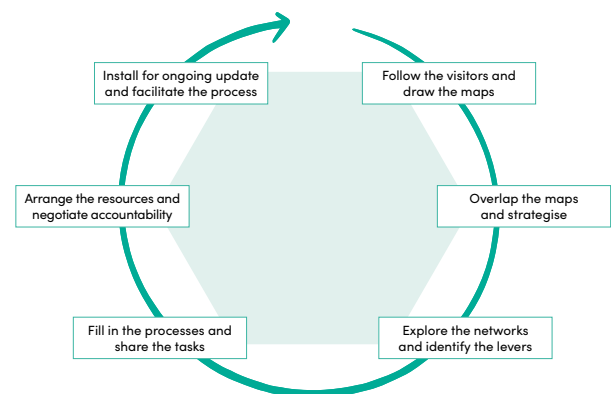 Install for ongoing update
and facilitate the process
Follow the visitors and
draw the maps
Arrange the resources and
negotiate accountability
Overlap the maps
and strategise
Fill in the processes and
share the tasks
Explore the networks
and identify the levers